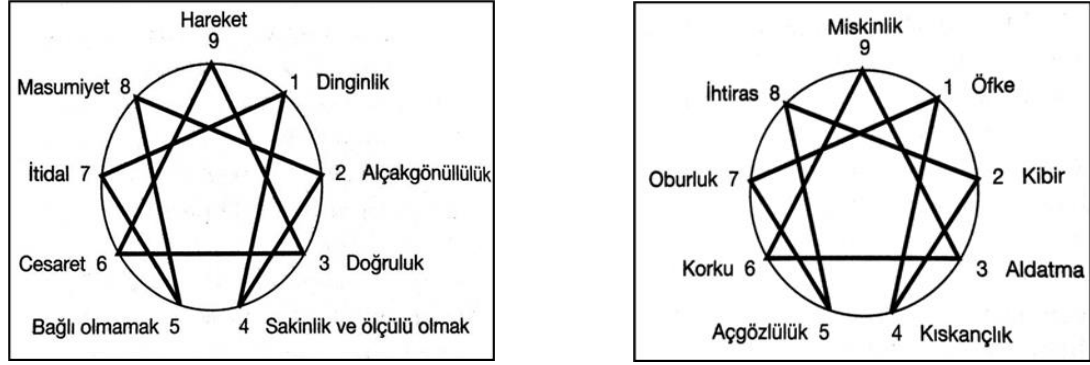 Hareket
9
Masumiyet 8
1 Dinginlik
İtidal 7
2 Alçakgönüllülük
Cesaret 6
3 Doğruluk
Bağlı olmamak 5
4 Sakinlik ve ölçülü olmak
Miskinlik
9
İhtiras 8
1 Öfke
Oburluk 7
2 Kibir
Korku 6
3 Aldatma
Açgözlülük 5
4 Kıskançlık